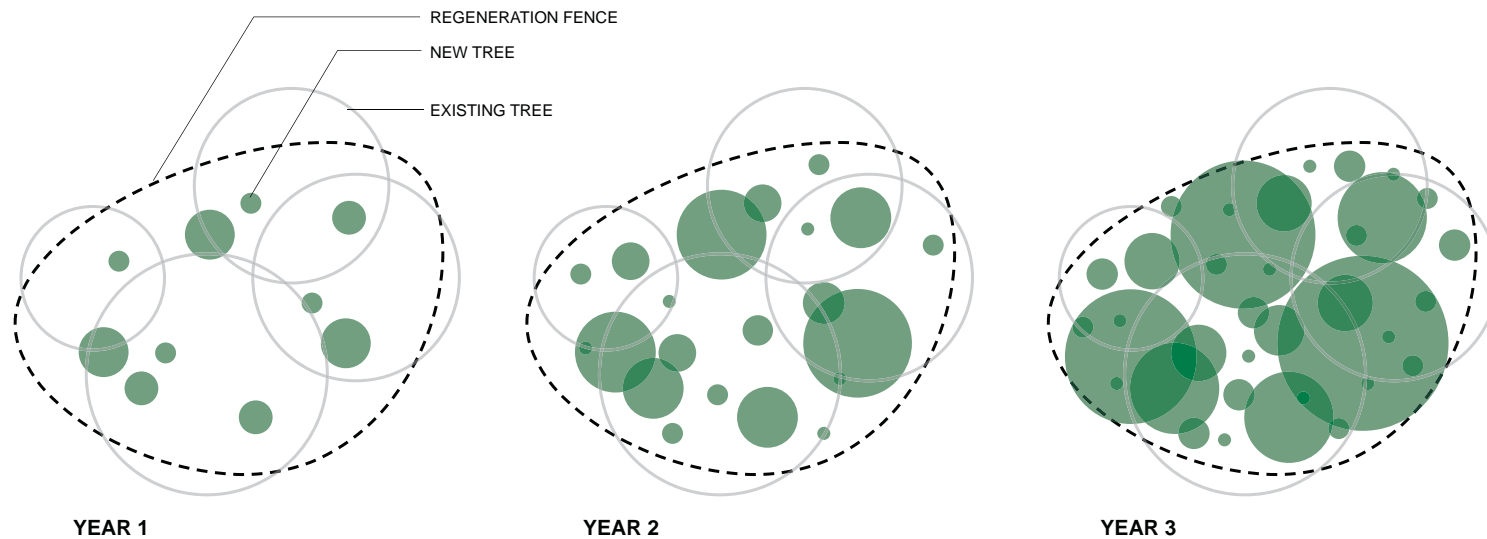 REGENERATION FENCE
NEW TREE
EXISTING TREE
YEAR 1
YEAR 2
YEAR 3